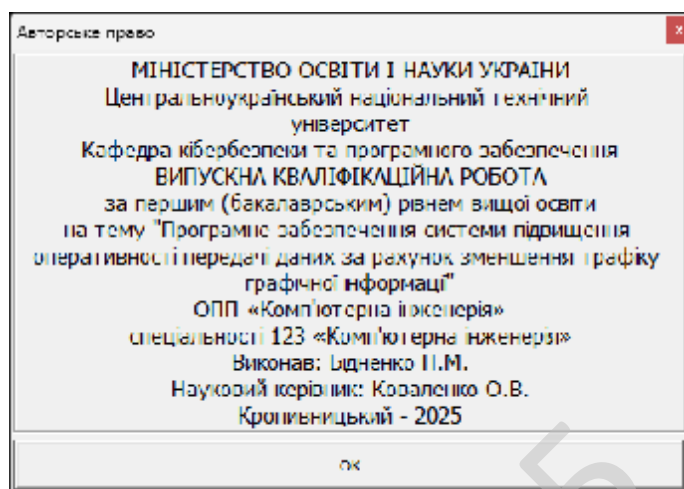 Авторське право
МІНІСТЕРСТВО ОСВІТИ І НАУКИ УКРАЇНИ
Центральноукраїнський національний технічний
університет
Кафедра кібербезпеки та програмного забезпечення
ВИПУСКНА КВАЛІФІКАЦІЙНА РОБОТА
за першим (бакалаврським) рівнем вищої освіти
на тему "Програмне забезпечення системи підвищення
оперативності передачі даних за рахунок зменшення трафіку
графічної інформації"
ОПП «Комп'ютерна інженерія»
спеціальності 123 «Комп'ютерна інженерія»
Виконав:
Науковий керівник: Коваленко О.В.
Кропивницький - 2025
ОК